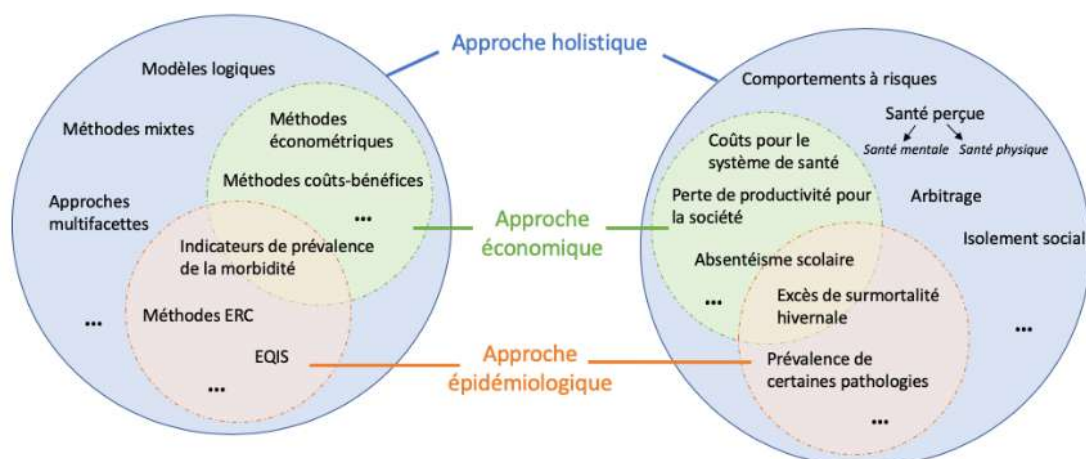 Approche holistique
Modèles logiques
Méthodes mixtes
Méthodes
économétriques
Méthodes coûts-bénéfices
...
Approches
multifacettes
Indicateurs de prévalence
de la morbidité
...
Méthodes ERC
EQIS
...
Approche
économique
Approche
épidémiologique
Comportements à risques
Santé perçue
Santé mentale Santé physique
Coûts pour le
système de santé
Perte de productivité pour
la société
Arbitrage
Isolement social
Absentéisme scolaire
...
Excès de surmortalité
hivernale
...
Prévalence de
certaines pathologies
...